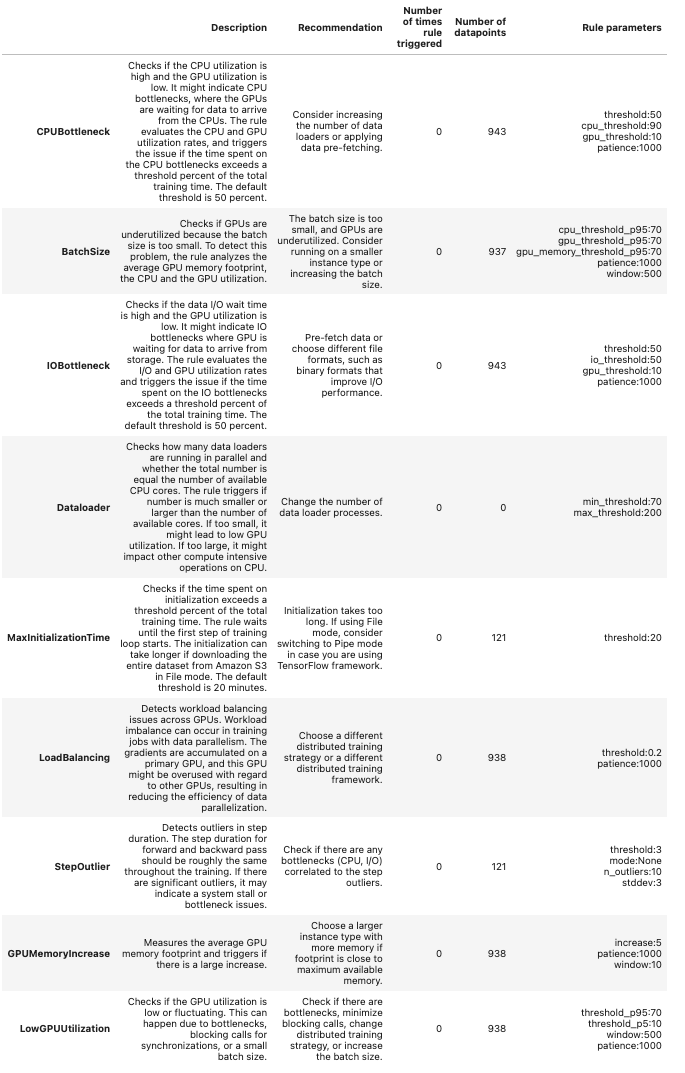 Description
Recommendation
Number
of times
rule
triggered
Number of
datapoints
Rule parameters
CPUBottleneck
Checks if the CPU utilization is
high and the GPU utilization is
low. It might indicate CPU
bottlenecks, where the GPUs
are waiting for data to arrive
from the CPUs. The rule
evaluates the CPU and GPU
utilization rates, and triggers
the issue if the time spent on
the CPU bottlenecks exceeds a
threshold percent of the total
training time. The default
threshold is 50 percent.
Consider increasing
the number of data
loaders or applying
data pre-fetching.
0
943
threshold:50
cpu_threshold:90
gpu_threshold:10
patience:1000
BatchSize
Checks if GPUs are
underutilized because the batch
size is too small. To detect this
problem, the rule analyzes the
average GPU memory footprint,
the CPU and the GPU utilization.
The batch size is too
small, and GPUs are
underutilized. Consider
running on a smaller
instance type or
increasing the batch
size.
0
937
cpu_threshold_p95:70
gpu_threshold_p95:70
gpu_memory_threshold_p95:70
patience:1000
window:500
IOBottleneck
Checks if the data I/O wait time
is high and the GPU utilization is
low. It might indicate IO
bottlenecks where GPU is
waiting for data to arrive from
storage. The rule evaluates the
I/O and GPU utilization rates
and triggers the issue if the time
spent on the IO bottlenecks
exceeds a threshold percent of
the total training time. The
default threshold is 50 percent.
Pre-fetch data or
choose different file
formats, such as
binary formats that
improve I/O
performance.
0
943
threshold:50
io_threshold:50
gpu_threshold:10
patience:1000
Dataloader
Checks how many data loaders
are running in parallel and
whether the total number is
equal the number of available
CPU cores. The rule triggers if
number is much smaller or
larger than the number of
available cores. If too small, it
might lead to low GPU
utilization. If too large, it might
impact other compute intensive
operations on CPU.
Change the number of
data loader processes.
0
0
min_threshold:70
max_threshold:200
MaxInitializationTime
Checks if the time spent on
initialization exceeds a
threshold percent of the total
training time. The rule waits
until the first step of training
loop starts. The initialization can
take longer if downloading the
entire dataset from Amazon S3
in File mode. The default
threshold is 20 minutes.
Initialization takes too
long. If using File
mode, consider
switching to Pipe mode
in case you are using
TensorFlow framework.
0
121
threshold:20
LoadBalancing
Detects workload balancing
issues across GPUs. Workload
imbalance can occur in training
jobs with data parallelism. The
gradients are accumulated on a
primary GPU, and this GPU
might be overused with regard
to other GPUs, resulting in
reducing the efficiency of data
parallelization.
Choose a different
distributed training
strategy or a different
distributed training
framework.
0
938
threshold:0.2
patience:1000
StepOutlier
Detects outliers in step
duration. The step duration for
forward and backward pass
should be roughly the same
throughout the training. If there
are significant outliers, it may
indicate a system stall or
bottleneck issues.
Check if there are any
bottlenecks (CPU, I/O)
correlated to the step
outliers.
0
121
threshold:3
mode:None
n_outliers:10
stddev:3
GPUMemoryIncrease
Measures the average GPU
memory footprint and triggers if
there is a large increase.
Choose a larger
instance type with
more memory if
footprint is close to
maximum available
memory.
0
938
increase:5
patience:1000
window:10
LowGPUUtilization
Checks if the GPU utilization is
low or fluctuating. This can
happen due to bottlenecks,
blocking calls for
synchronizations, or a small
batch size.
Check if there are
bottlenecks, minimize
blocking calls, change
distributed training
strategy, or increase
the batch size.
0
938
threshold_p95:70
threshold_p5:10
window:500
patience:1000